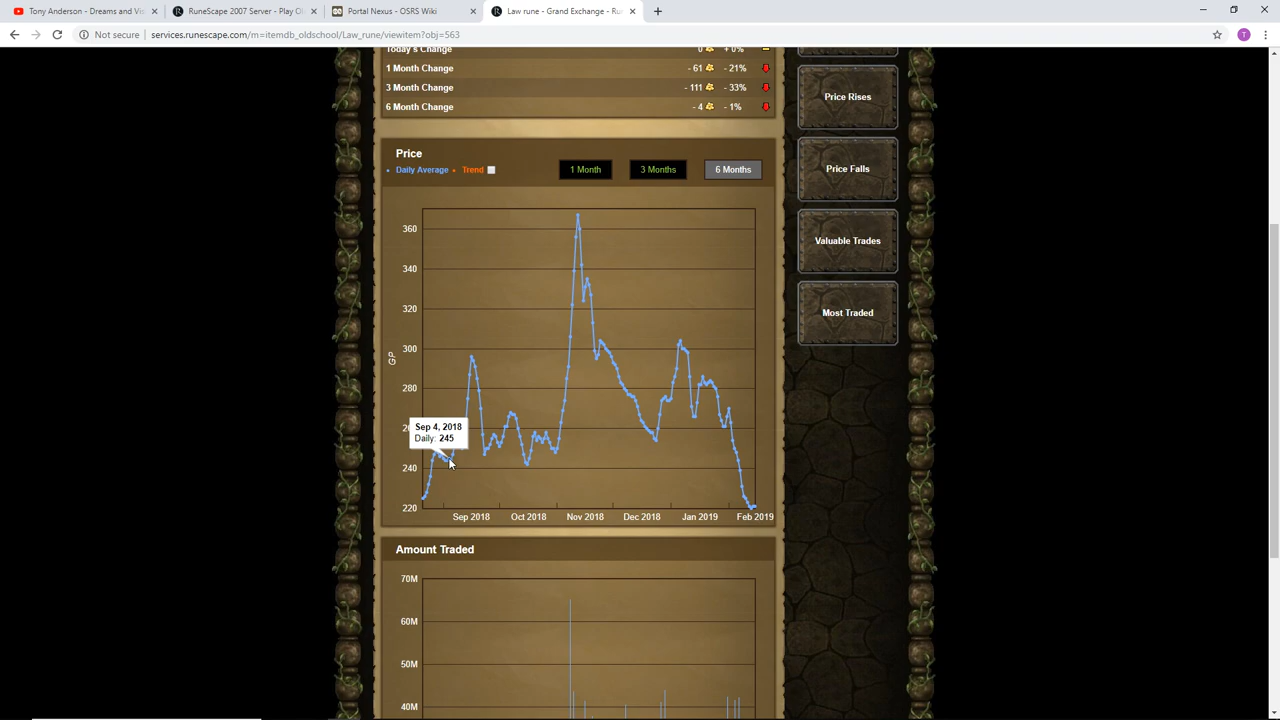 Tony Anderson - Dreams and Vi
RuneScape 2007 Server - Play O
Portal Nexus - OSRS Wiki
Law rune - Grand Exchange - Ru
Not secure | services.runescape.com/m=itemdb_oldschool/Law_rune/viewitem?obj=563
T
Today's Change 0 + 0%
1 Month Change - 61 - 21%
3 Month Change - 111 - 33%
6 Month Change - 4 - 1%
Price Rises
Price Falls
Valuable Trades
Most Traded
Price
Daily Average Trend
1 Month 3 Months 6 Months
GP
360
340
320
300
280
240
220
Sep 4, 2018
Daily: 245
Sep 2018 Oct 2018 Nov 2018 Dec 2018 Jan 2019 Feb 2019
Amount Traded
70M
60M
50M
40M